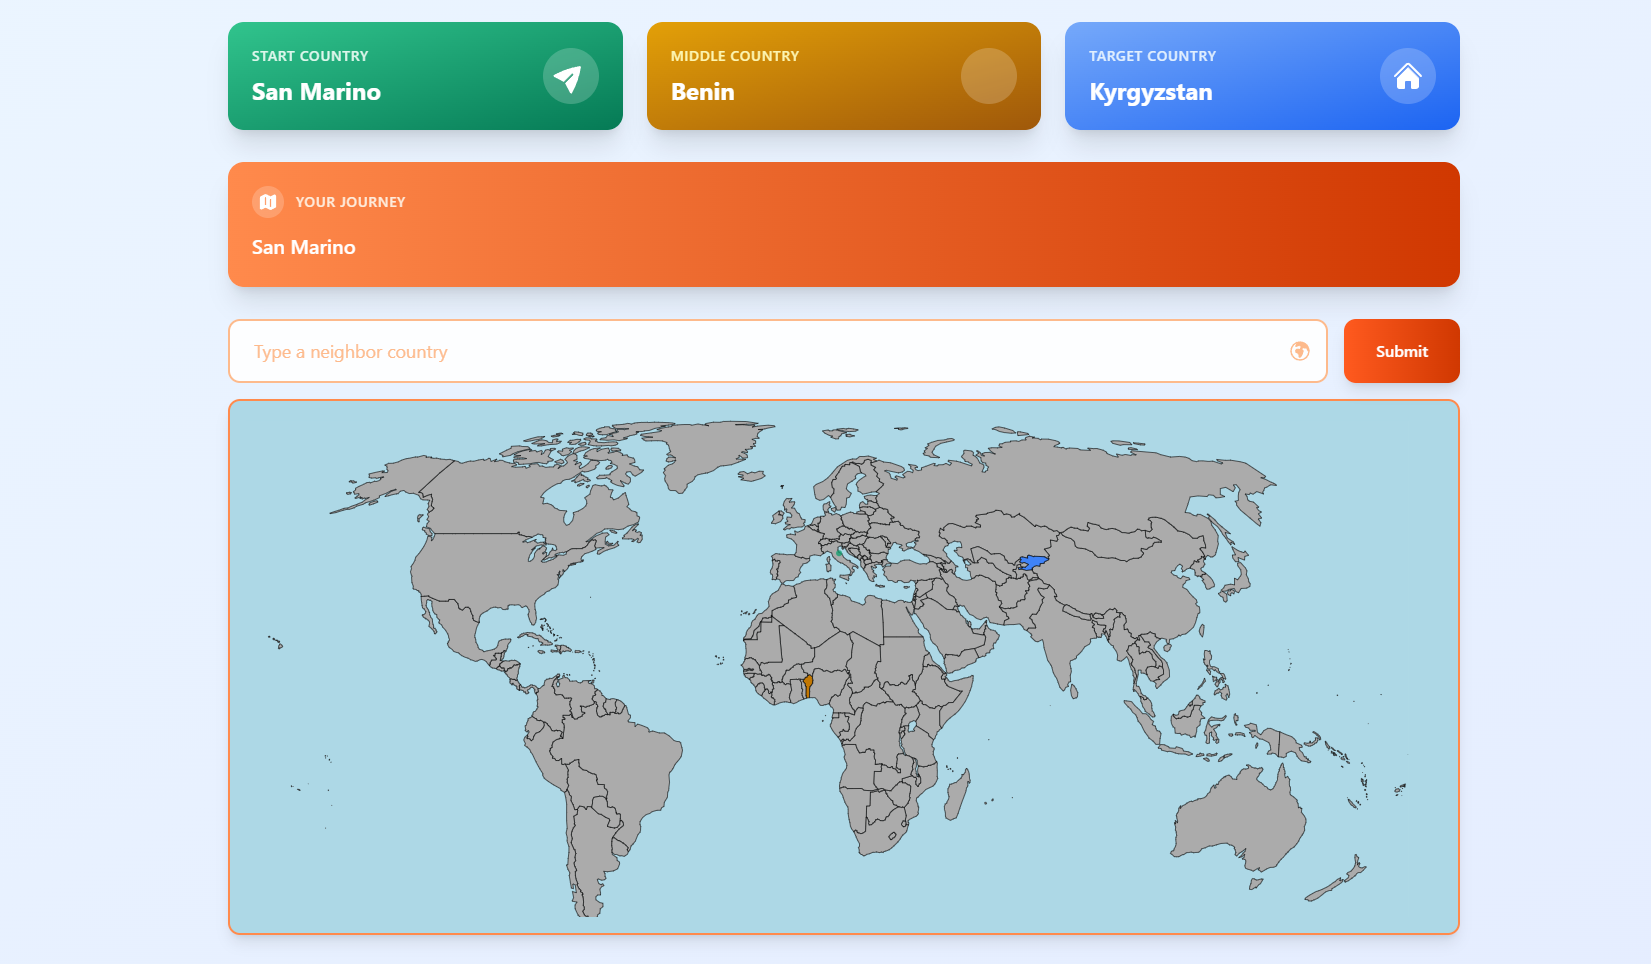 START COUNTRY
San Marino
MIDDLE COUNTRY
Benin
TARGET COUNTRY
Kyrgyzstan
YOUR JOURNEY
San Marino
Type a neighbor country
Submit